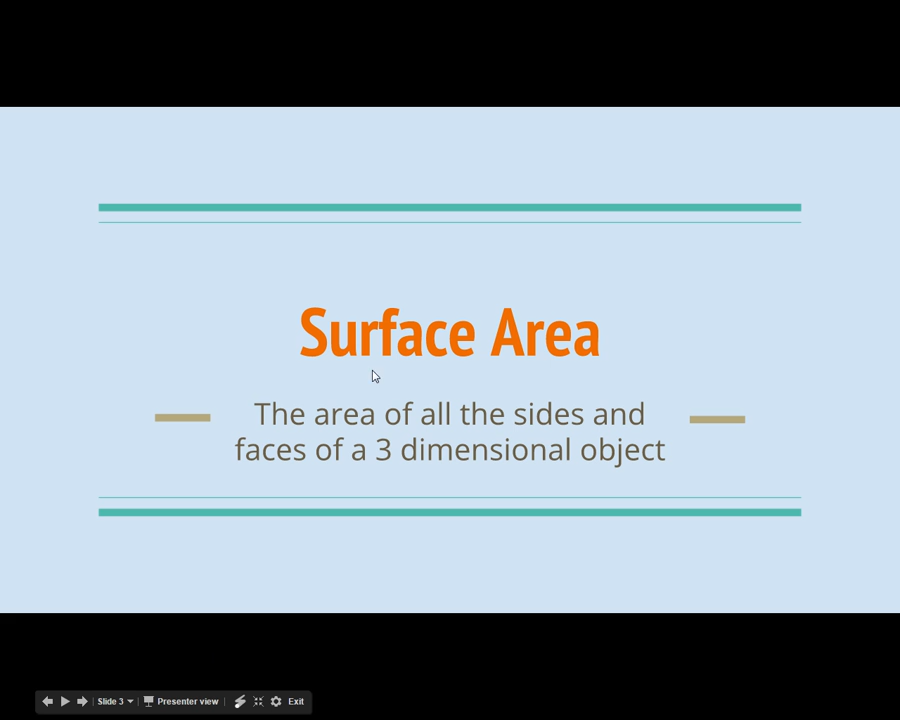 Surface Area
The area of all the sides and
faces of a 3 dimensional object
Slide 3 Presenter view Exit